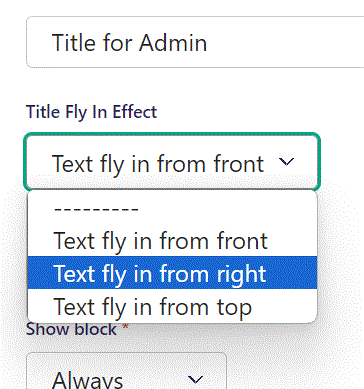 Title for Admin
Title Fly In Effect
Text fly in from front
---------
Text fly in from front
Text fly in from right
Text fly in from top
Show block *
Always